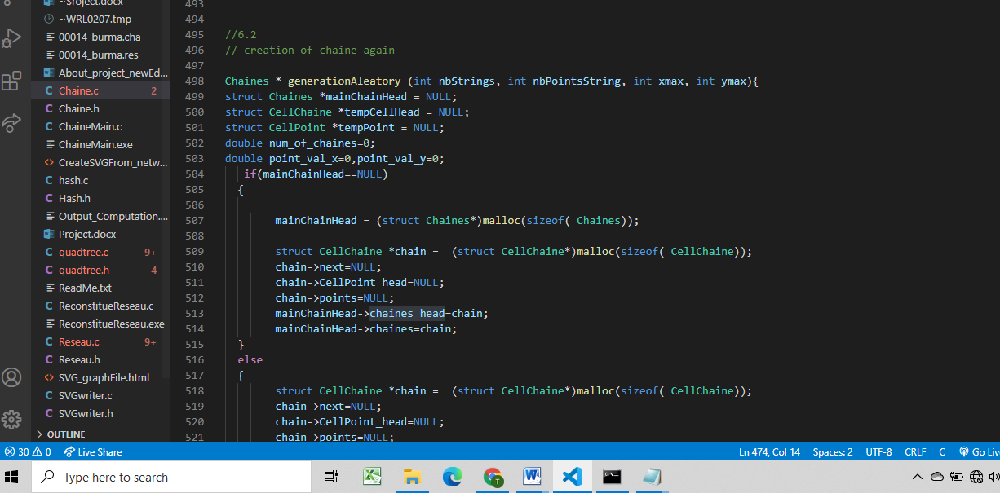 ~$roject.docx
~WRL0207.tmp
00014_burma.cha
00014_burma.res
About_project_newEd...
C Chaine.c 2
C Chaine.h
C ChaineMain.c
ChaineMain.exe
<> CreateSVGFrom_netw...
C hash.c
C Hash.h
Output_Computation....
Project.docx
C quadtree.c 9+
C quadtree.h 4
ReadMe.txt
C ReconstitueReseau.c
ReconstitueReseau.exe
C Reseau.c 9+
C Reseau.h
<> SVG_graphFile.html
C SVGwriter.c
C SVGwriter.h
> OUTLINE
493
494
495 //6.2
496 // creation of chaine again
497
498 Chaines * generationAleatory (int nbStrings, int nbPointsString, int xmax, int ymax){
499 struct Chaines *mainChainHead = NULL;
500 struct CellChaine *tempCellHead = NULL;
501 struct CellPoint *tempPoint = NULL;
502 double num_of_chaines=0;
503 double point_val_x=0,point_val_y=0;
504 if(mainChainHead==NULL)
505 {
506
507 mainChainHead = (struct Chaines*)malloc(sizeof( Chaines));
508
509 struct CellChaine *chain =  (struct CellChaine*)malloc(sizeof( CellChaine));
510 chain->next=NULL;
511 chain->CellPoint_head=NULL;
512 chain->points=NULL;
513 mainChainHead->chaines_head=chain;
514 mainChainHead->chaines=chain;
515 }
516 else
517 {
518 struct CellChaine *chain =  (struct CellChaine*)malloc(sizeof( CellChaine));
519 chain->next=NULL;
520 chain->CellPoint_head=NULL;
521 chain->points=NULL;
30 0 Live Share Ln 474, Col 14 Spaces: 2 UTF-8 CRLF C Go Liv
Type here to search